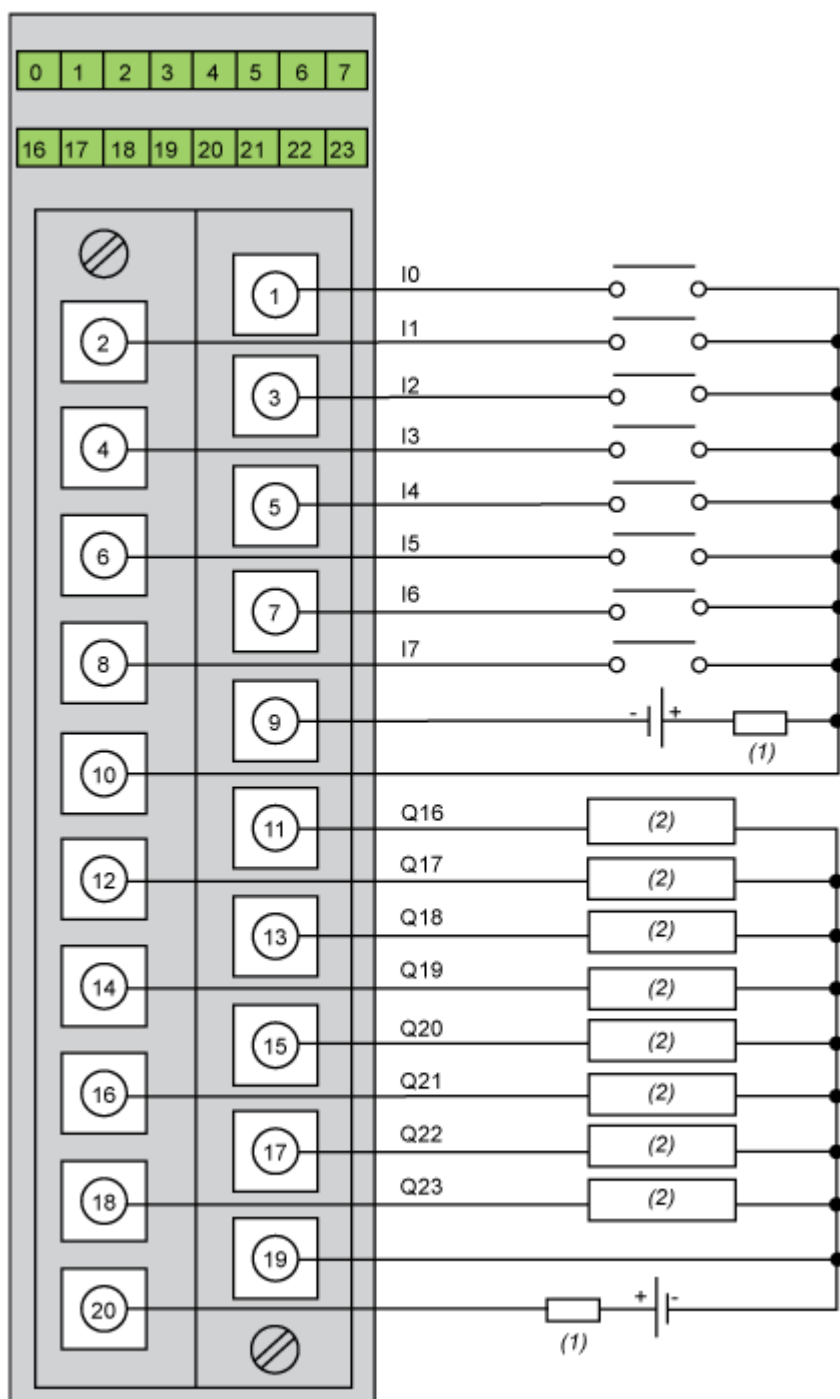 0 1 2 3 4 5 6 7
16 17 18 19 20 21 22 23
1 I0
2 I1
3 I2
4 I3
5 I4
6 I5
7 I6
8 I7
9 - +
(1)
10
11 Q16 (2)
12 Q17 (2)
13 Q18 (2)
14 Q19 (2)
15 Q20 (2)
16 Q21 (2)
17 Q22 (2)
18 Q23 (2)
19
20 + -
(1)